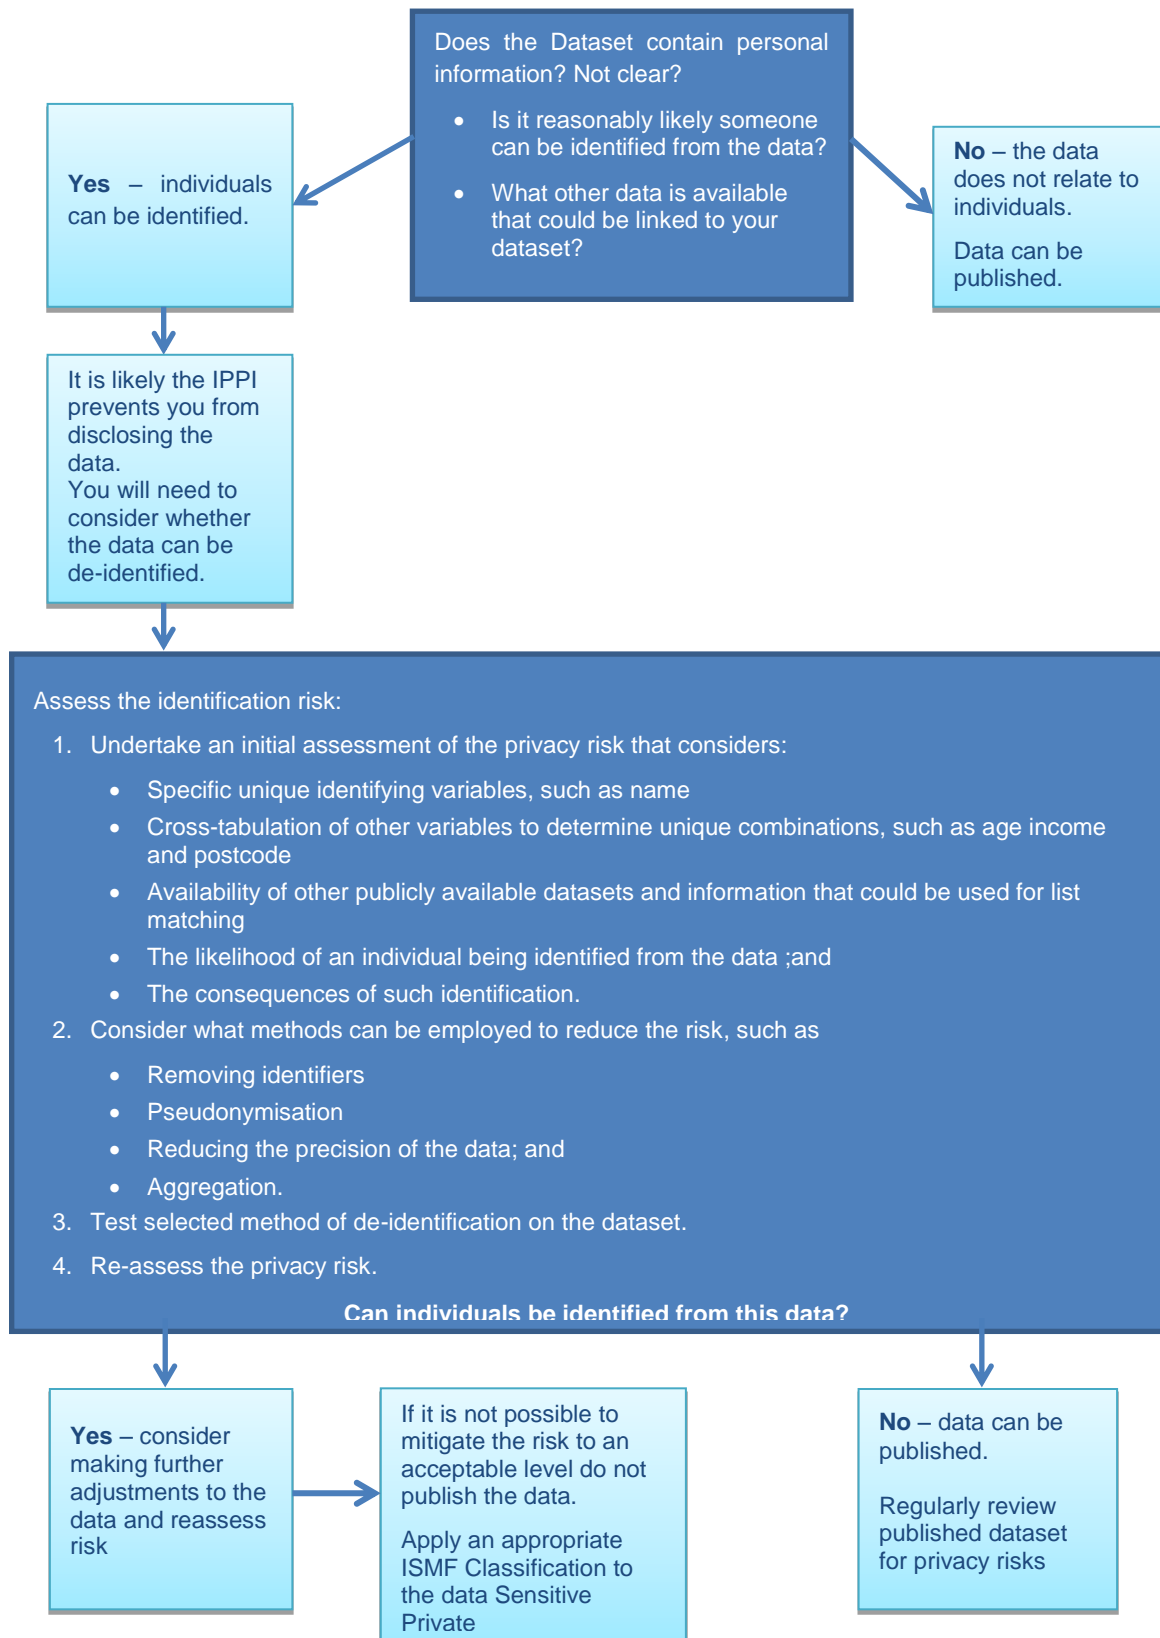 Does the Dataset contain personal
information? Not clear?
• Is it reasonably likely someone
can be identified from the data?
• What other data is available
that could be linked to your
dataset?
Yes – individuals
can be identified.
No – the data
does not relate to
individuals.
Data can be
published.
It is likely the IPPI
prevents you from
disclosing the
data.
You will need to
consider whether
the data can be
de-identified.
Assess the identification risk:
1. Undertake an initial assessment of the privacy risk that considers:
• Specific unique identifying variables, such as name
• Cross-tabulation of other variables to determine unique combinations, such as age income
and postcode
• Availability of other publicly available datasets and information that could be used for list
matching
• The likelihood of an individual being identified from the data ;and
• The consequences of such identification.
2. Consider what methods can be employed to reduce the risk, such as
• Removing identifiers
• Pseudonymisation
• Reducing the precision of the data; and
• Aggregation.
3. Test selected method of de-identification on the dataset.
4. Re-assess the privacy risk.
Can individuals be identified from this data?
Yes – consider
making further
adjustments to the
data and reassess
risk
If it is not possible to
mitigate the risk to an
acceptable level do not
publish the data.
Apply an appropriate
ISMF Classification to
the data Sensitive
Private
No – data can be
published.
Regularly review
published dataset
for privacy risks